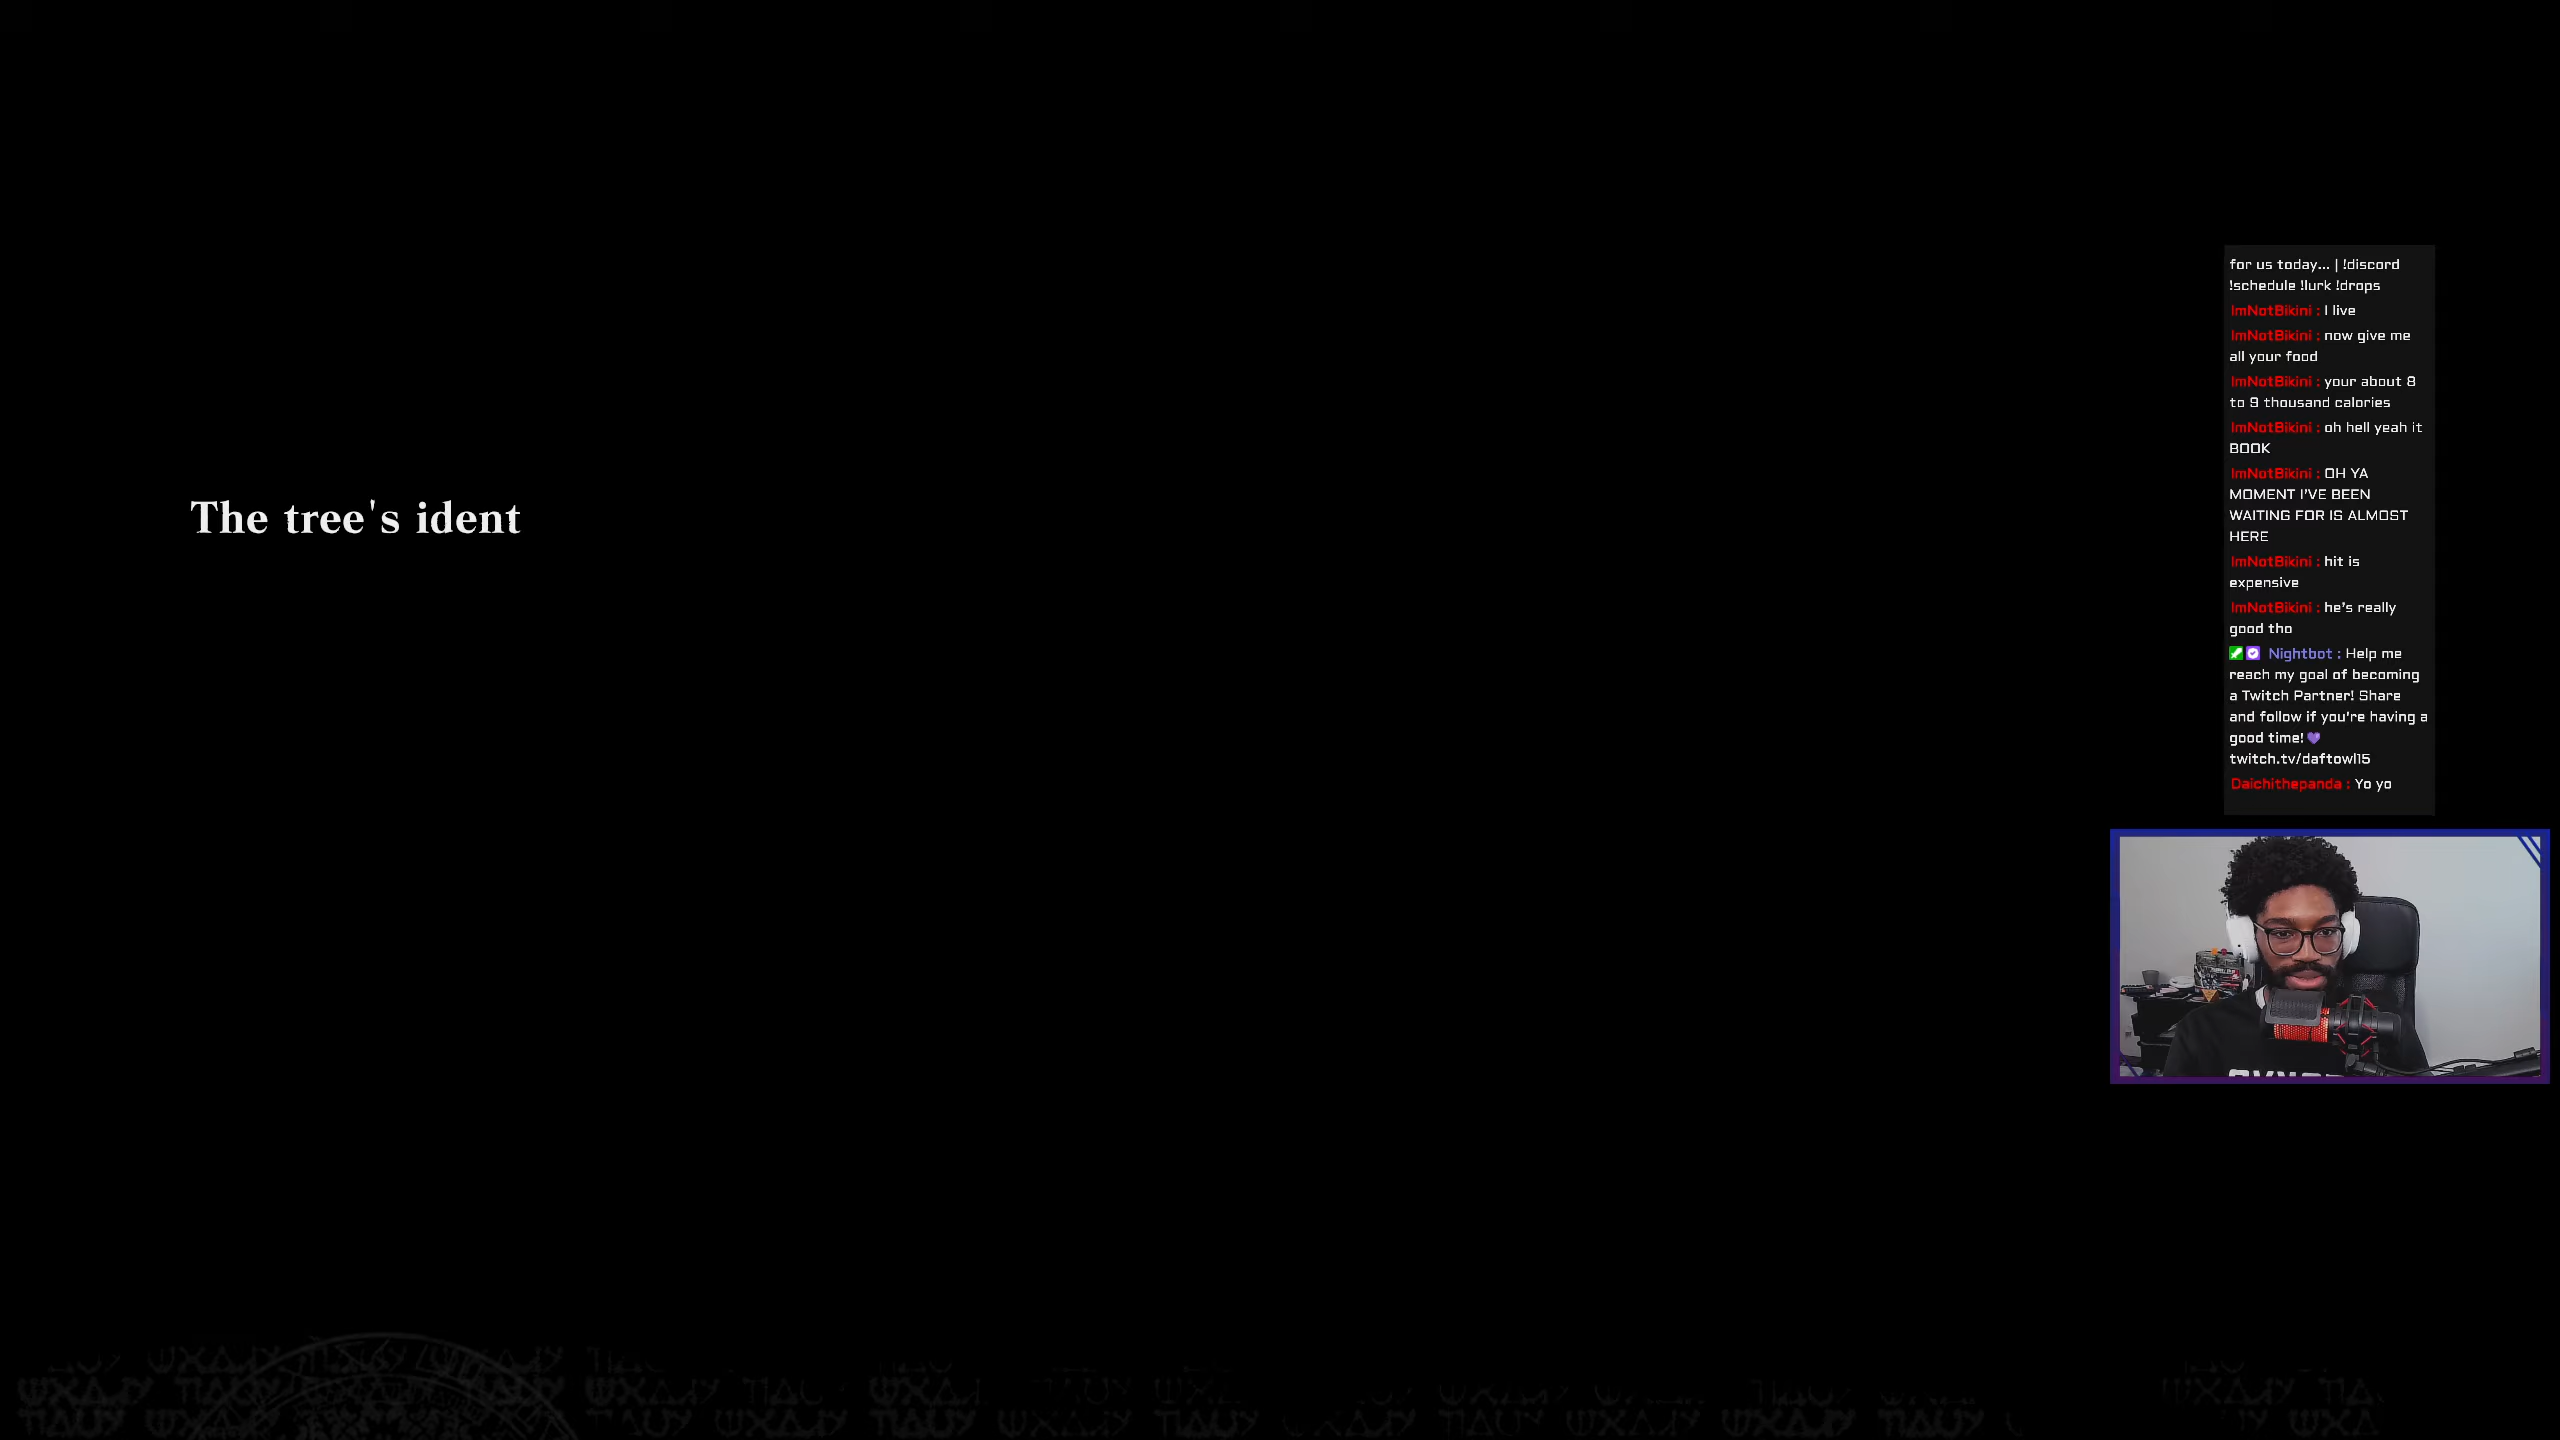 The tree's ident
for us today... | !discord
!schedule !lurk !drops
ImNotBikini : I live
ImNotBikini : now give me
all your food
ImNotBikini : your about 8
to 9 thousand calories
ImNotBikini : oh hell yeah it
BOOK
ImNotBikini : OH YA
MOMENT I'VE BEEN
WAITING FOR IS ALMOST
HERE
ImNotBikini : hit is
expensive
ImNotBikini : he's really
good tho
Nightbot : Help me
reach my goal of becoming
a Twitch Partner! Share
and follow if you're having a
good time!💜
twitch.tv/daftowl15
Daichithepanda : Yo yo